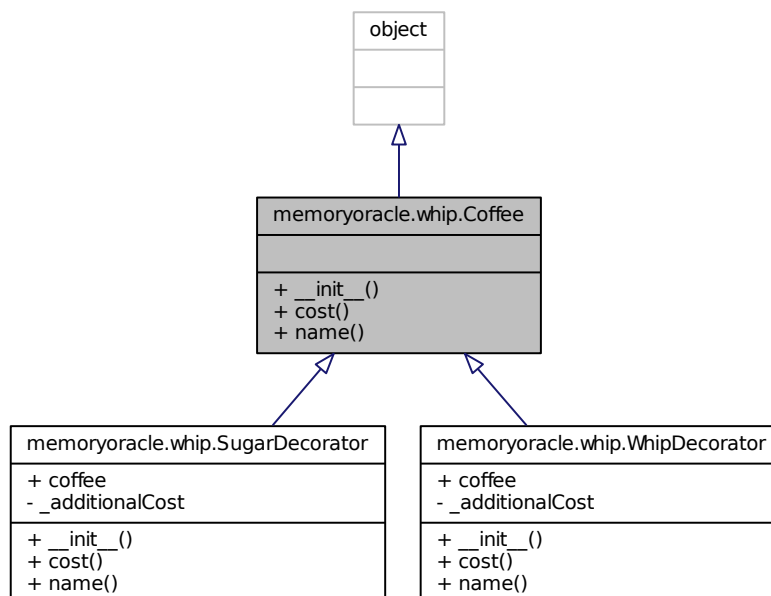 object
memoryoracle.whip.Coffee
+ __init__()
+ cost()
+ name()
memoryoracle.whip.SugarDecorator
+ coffee
- _additionalCost
+ __init__()
+ cost()
+ name()
memoryoracle.whip.WhipDecorator
+ coffee
- _additionalCost
+ __init__()
+ cost()
+ name()